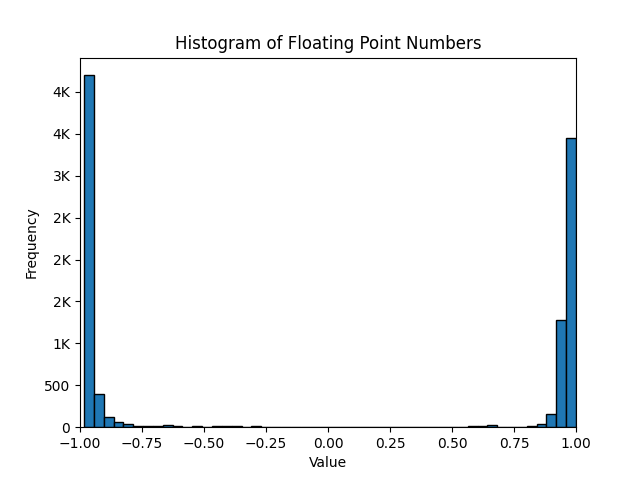 Histogram of Floating Point Numbers
4K
4K
3K
2K
2K
2K
1K
500
0
Frequency
−1.00 −0.75 −0.50 −0.25 0.00 0.25 0.50 0.75 1.00
Value